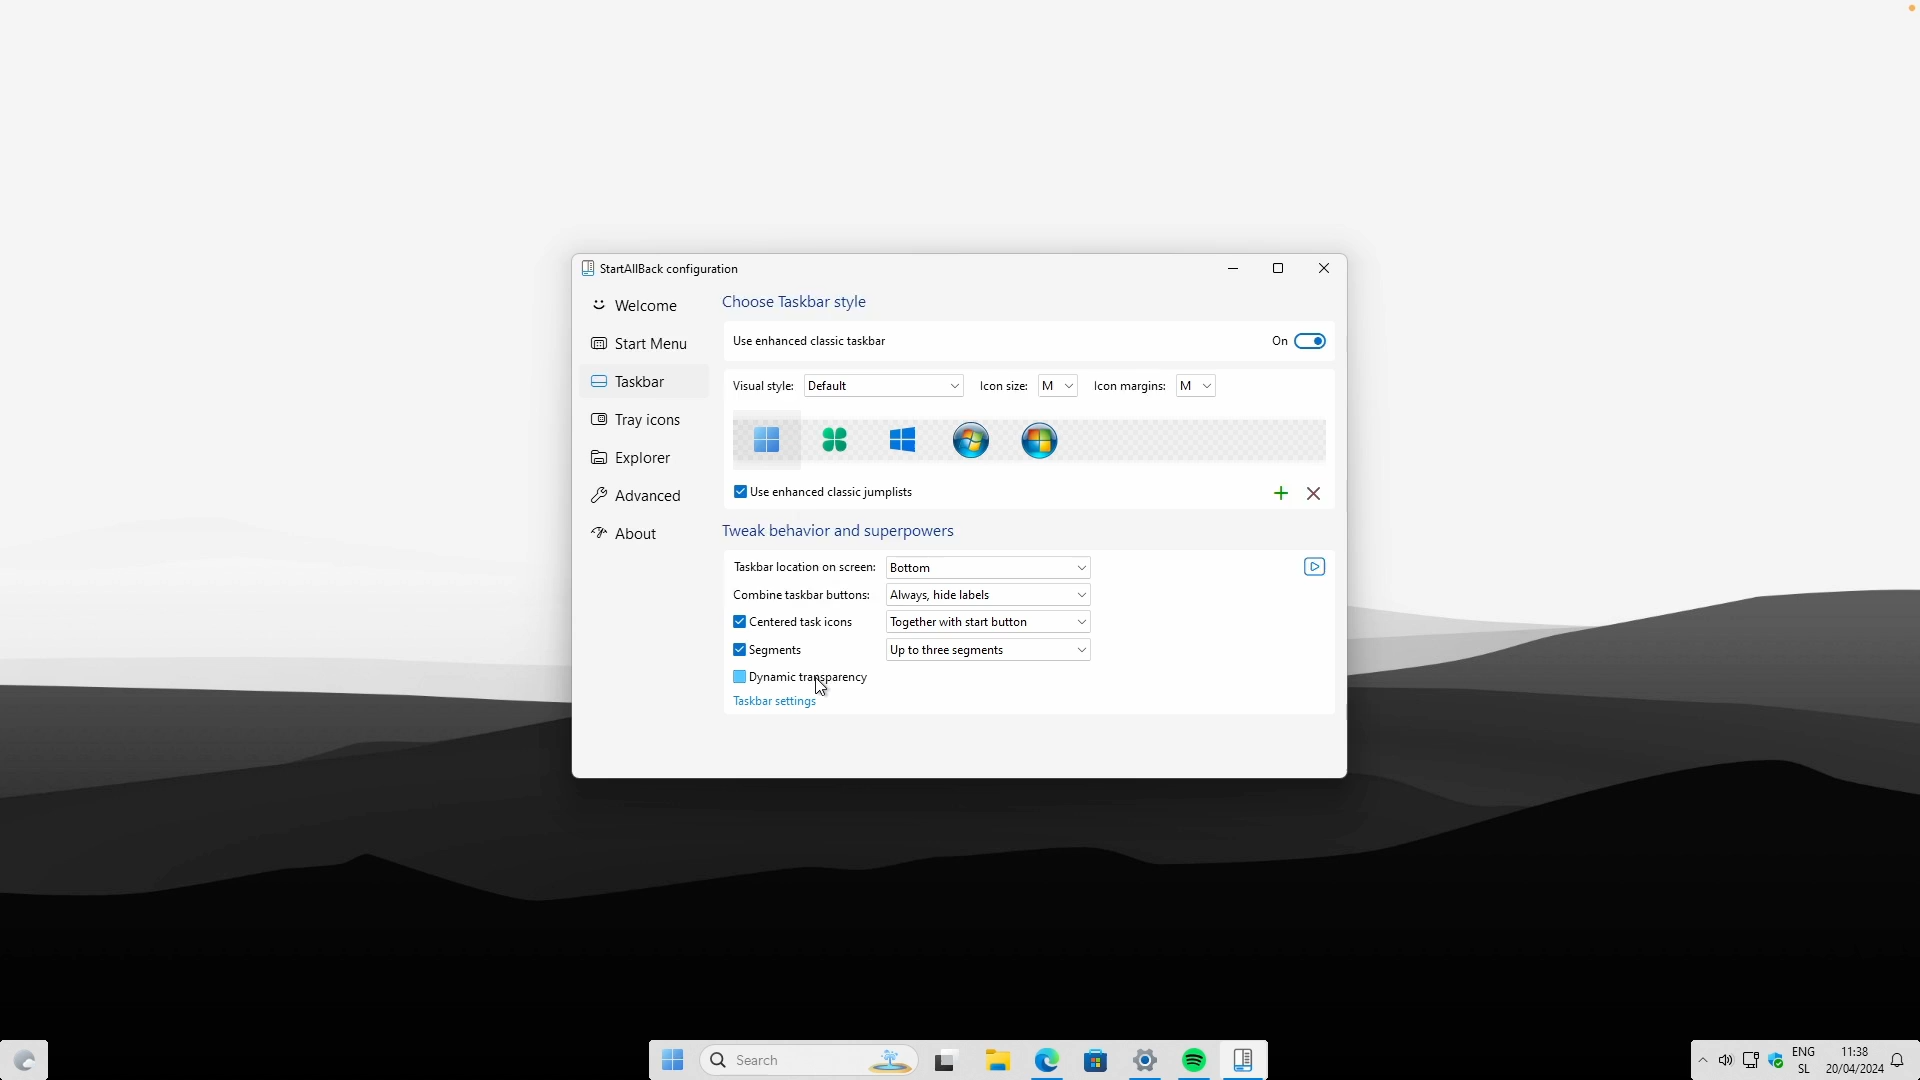 StartAllBack configuration
Welcome
Start Menu
Taskbar
Tray icons
Explorer
Advanced
About
Choose Taskbar style
Use enhanced classic taskbar
On
Visual style: Default Icon size: M Icon margins: M
Use enhanced classic jumplists
Tweak behavior and superpowers
Taskbar location on screen: Bottom
Combine taskbar buttons: Always, hide labels
Centered task icons Together with start button
Segments Up to three segments
Dynamic transparency
Taskbar settings
Search
ENG
SL
11:38
20/04/2024